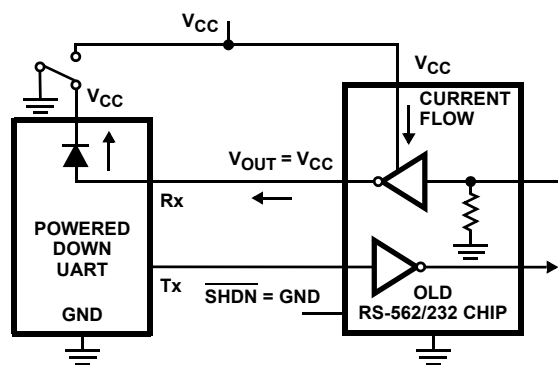 VCC
VCC
VCC
CURRENT
FLOW
VOUT = VCC
Rx
POWERED
DOWN
UART
Tx
SHDN = GND
GND
OLD
RS-562/232 CHIP